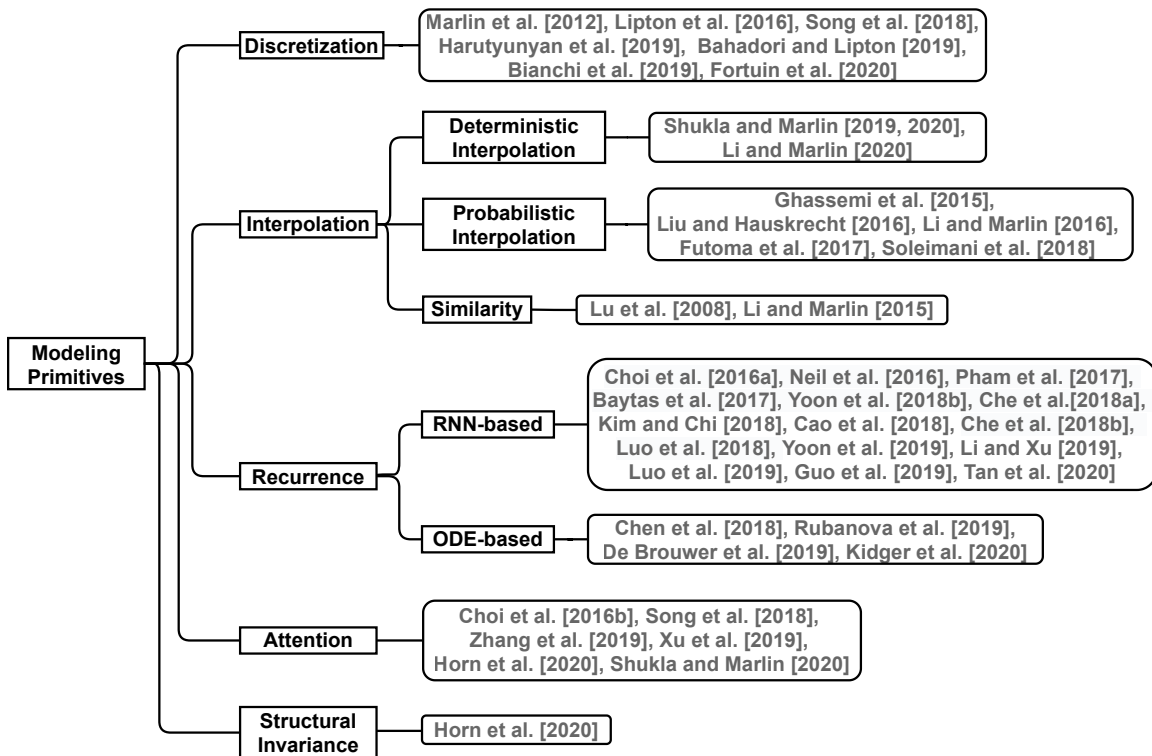 Modeling
Primitives
Discretization
Marlin et al. [2012], Lipton et al. [2016], Song et al. [2018],
Harutyunyan et al. [2019], Bahadori and Lipton [2019],
Bianchi et al. [2019], Fortuin et al. [2020]
Interpolation
Deterministic
Interpolation
Shukla and Marlin [2019, 2020],
Li and Marlin [2020]
Probabilistic
Interpolation
Ghassemi et al. [2015],
Liu and Hauskrecht [2016], Li and Marlin [2016],
Futoma et al. [2017], Soleimani et al. [2018]
Similarity
Lu et al. [2008], Li and Marlin [2015]
Recurrence
RNN-based
Choi et al. [2016a], Neil et al. [2016], Pham et al. [2017],
Baytas et al. [2017], Yoon et al. [2018b], Che et al.[2018a],
Kim and Chi [2018], Cao et al. [2018], Che et al. [2018b],
Luo et al. [2018], Yoon et al. [2019], Li and Xu [2019],
Luo et al. [2019], Guo et al. [2019], Tan et al. [2020]
ODE-based
Chen et al. [2018], Rubanova et al. [2019],
De Brouwer et al. [2019], Kidger et al. [2020]
Attention
Choi et al. [2016b], Song et al. [2018],
Zhang et al. [2019], Xu et al. [2019],
Horn et al. [2020], Shukla and Marlin [2020]
Structural
Invariance
Horn et al. [2020]